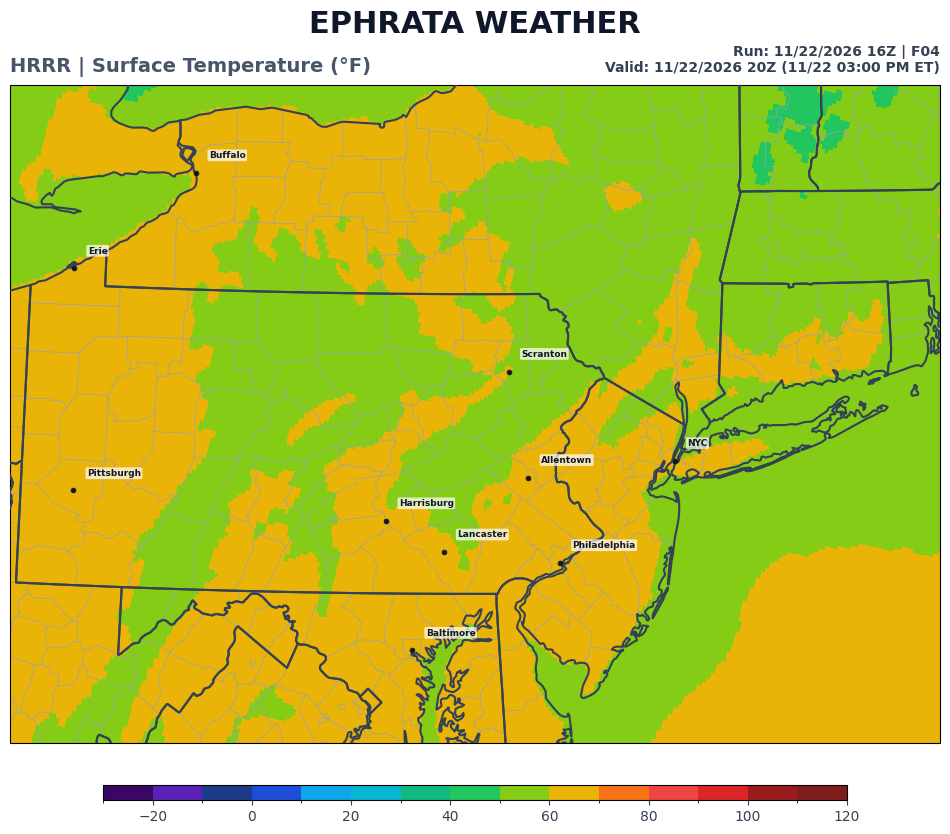 EPHRATA WEATHER
HRRR | Surface Temperature (°F)
Run: 11/22/2026 16Z | F04
Valid: 11/22/2026 20Z (11/22 03:00 PM ET)
Buffalo
Erie
Scranton
NYC
Allentown
Pittsburgh
Harrisburg
Lancaster
Philadelphia
Baltimore
−20 0 20 40 60 80 100 120